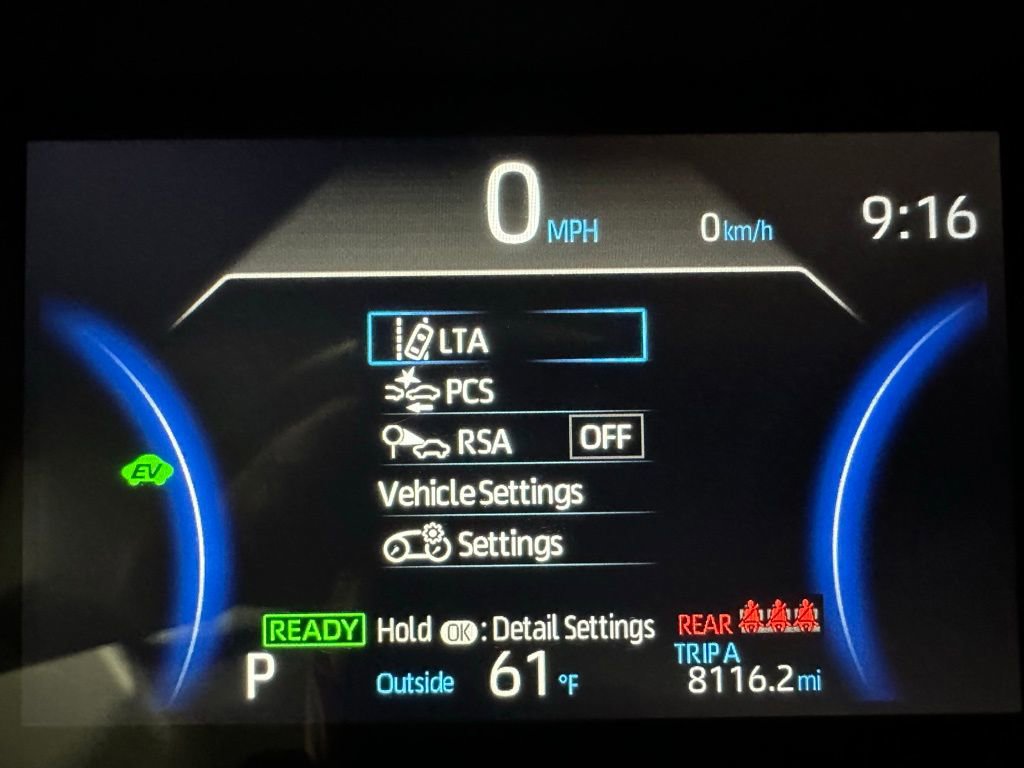 0 MPH 0 km/h 9:16
LTA
PCS
RSA OFF
EV
Vehicle Settings
Settings
READY Hold OK : Detail Settings REAR
TRIP A
P Outside 61 °F 8116.2 mi